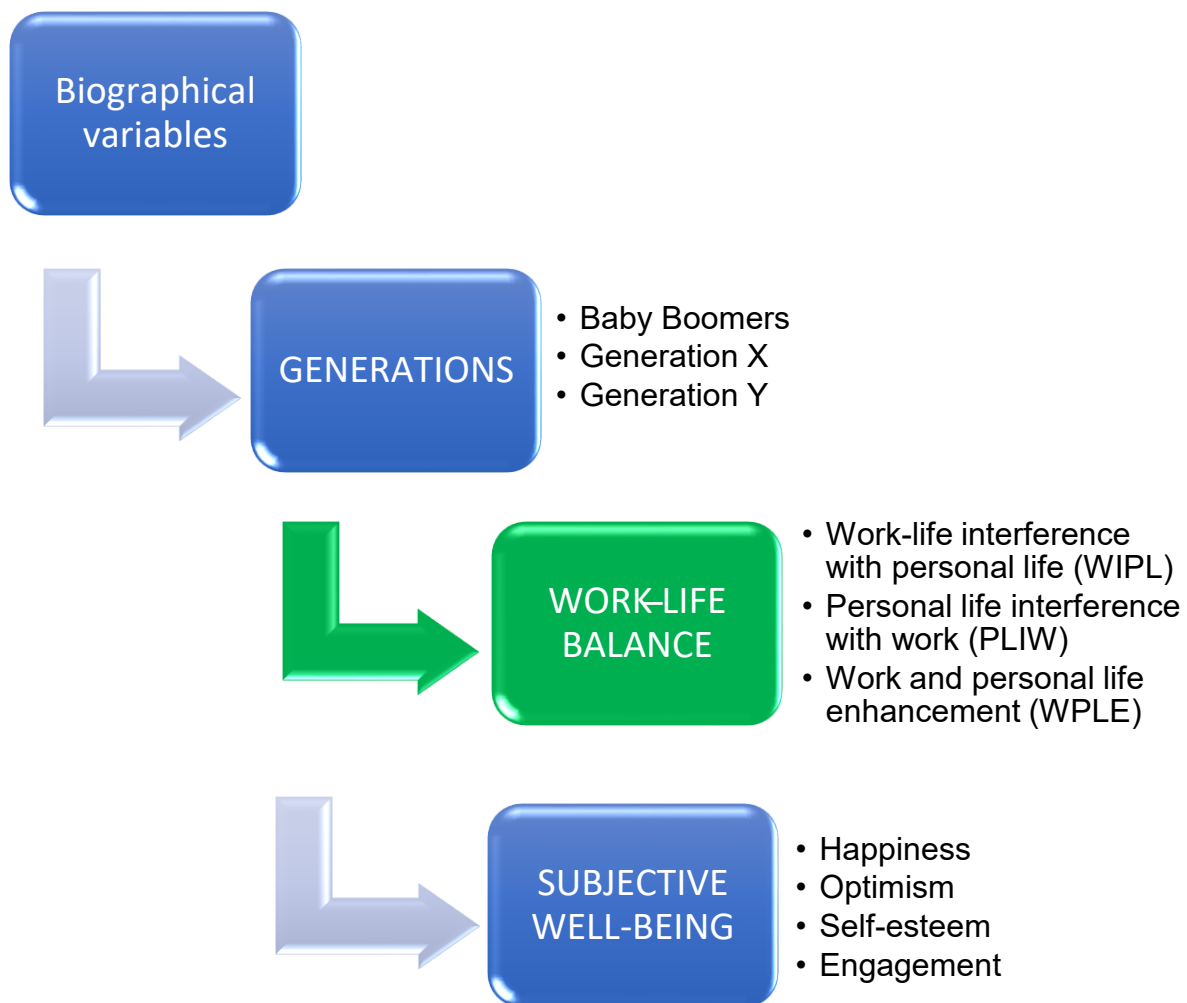 Biographical
variables
GENERATIONS
• Baby Boomers
• Generation X
• Generation Y
WORK–LIFE
BALANCE
• Work-life interference
with personal life (WIPL)
• Personal life interference
with work (PLIW)
• Work and personal life
enhancement (WPLE)
SUBJECTIVE
WELL-BEING
• Happiness
• Optimism
• Self-esteem
• Engagement